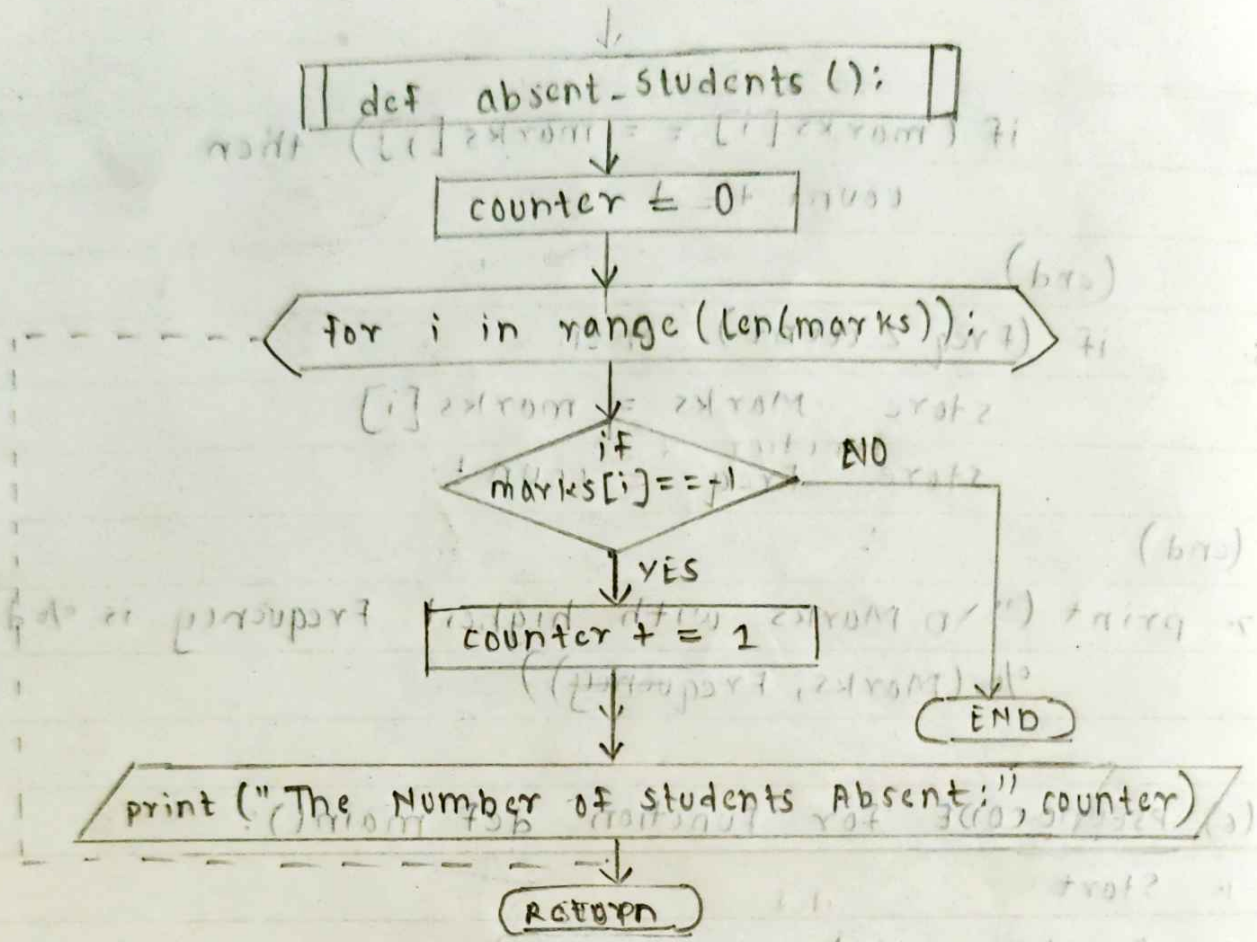 def absent_students ():
counter = 0
for i in range (len(marks)):
if
marks[i]==-1
NO
YES
counter + = 1
END
print ("The Number of students Absent:", counter)
Return